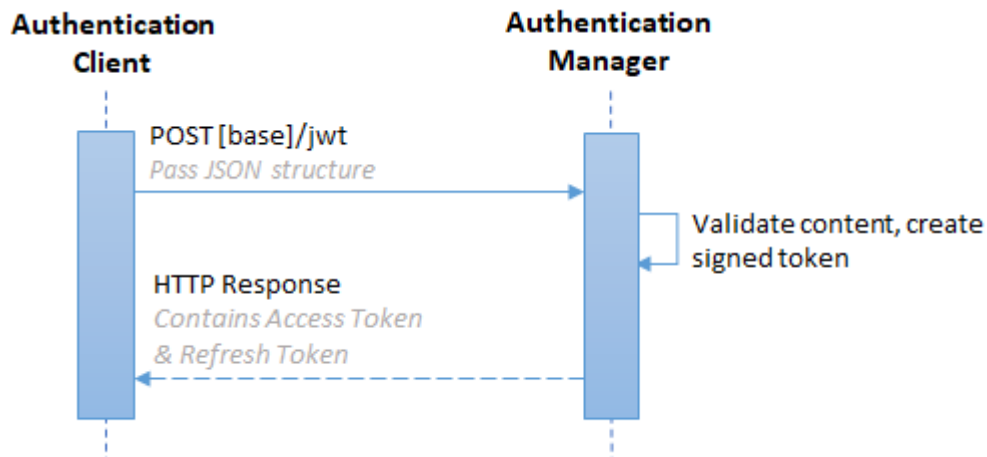 Authentication
Client
Authentication
Manager
POST [base]/jwt
Pass JSON structure
Validate content, create
signed token
HTTP Response
Contains Access Token
& Refresh Token